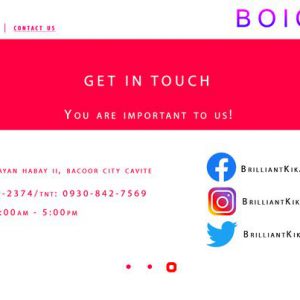 BOIC
| CONTACT US
GET IN TOUCH
YOU ARE IMPORTANT TO US!
AYAN HABAY II, BACOOR CITY CAVITE
BRILLIANTKIK
-2374/TNT: 0930-842-7569
BRILLIANTKIK
:00AM - 5:00PM
BRILLIANTKIK